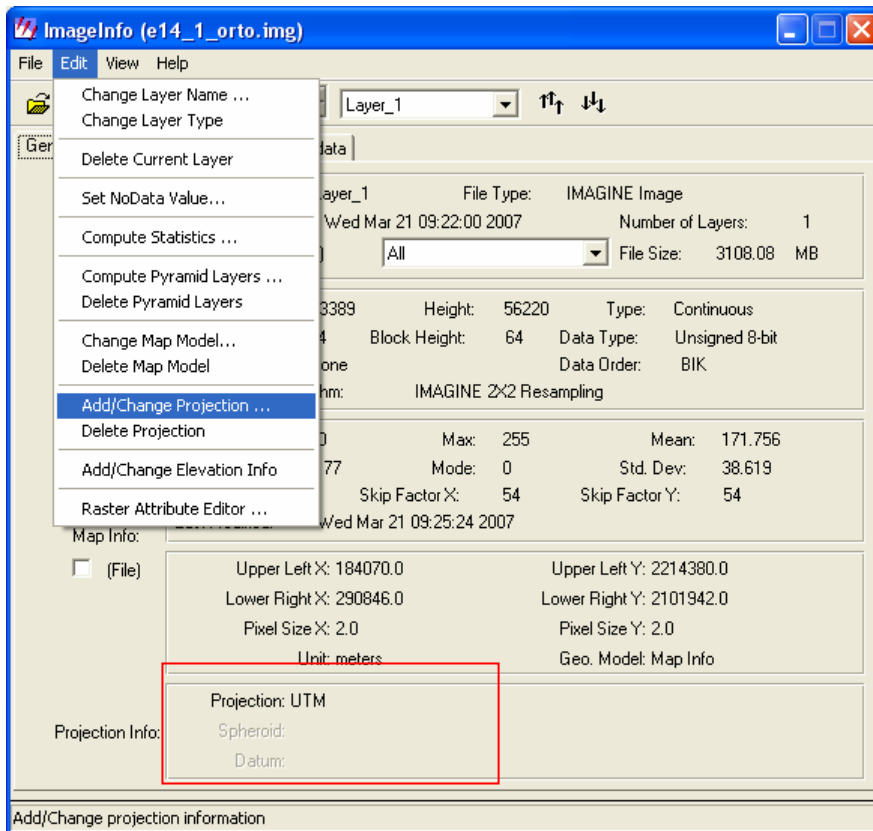 ImageInfo (e14_1_orto.img)
File Edit View Help
Change Layer Name ...
Change Layer Type
Delete Current Layer
Set NoData Value...
Compute Statistics ...
Compute Pyramid Layers ...
Delete Pyramid Layers
Change Map Model...
Delete Map Model
Add/Change Projection ...
Delete Projection
Add/Change Elevation Info
Raster Attribute Editor ...
Layer_1
File Type: IMAGINE Image
Wed Mar 21 09:22:00 2007 Number of Layers: 1
All File Size: 3108.08 MB
3389 Height: 56220 Type: Continuous
4 Block Height: 64 Data Type: Unsigned 8-bit
Data Order: BIK
IMAGINE 2X2 Resampling
Max: 255 Mean: 171.756
77 Mode: 0 Std. Dev: 38.619
Skip Factor X: 54 Skip Factor Y: 54
Wed Mar 21 09:25:24 2007
Map Info:
(File)
Upper Left X: 184070.0 Upper Left Y: 2214380.0
Lower Right X: 290846.0 Lower Right Y: 2101942.0
Pixel Size X: 2.0 Pixel Size Y: 2.0
Unit: meters Geo. Model: Map Info
Projection Info:
Projection: UTM
Spheroid:
Datum:
Add/Change projection information